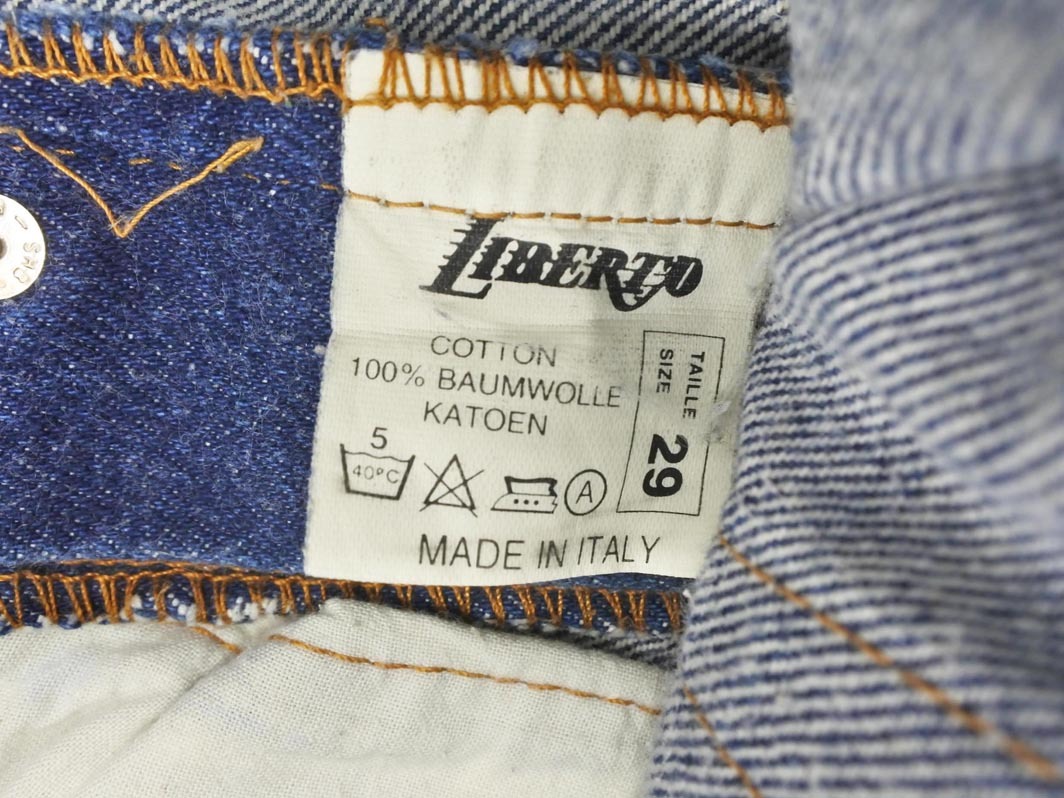 LIBERTO
COTTON
100% BAUMWOLLE
KATOEN
5
40°C
A
TAILLE
SIZE
29
MADE IN ITALY